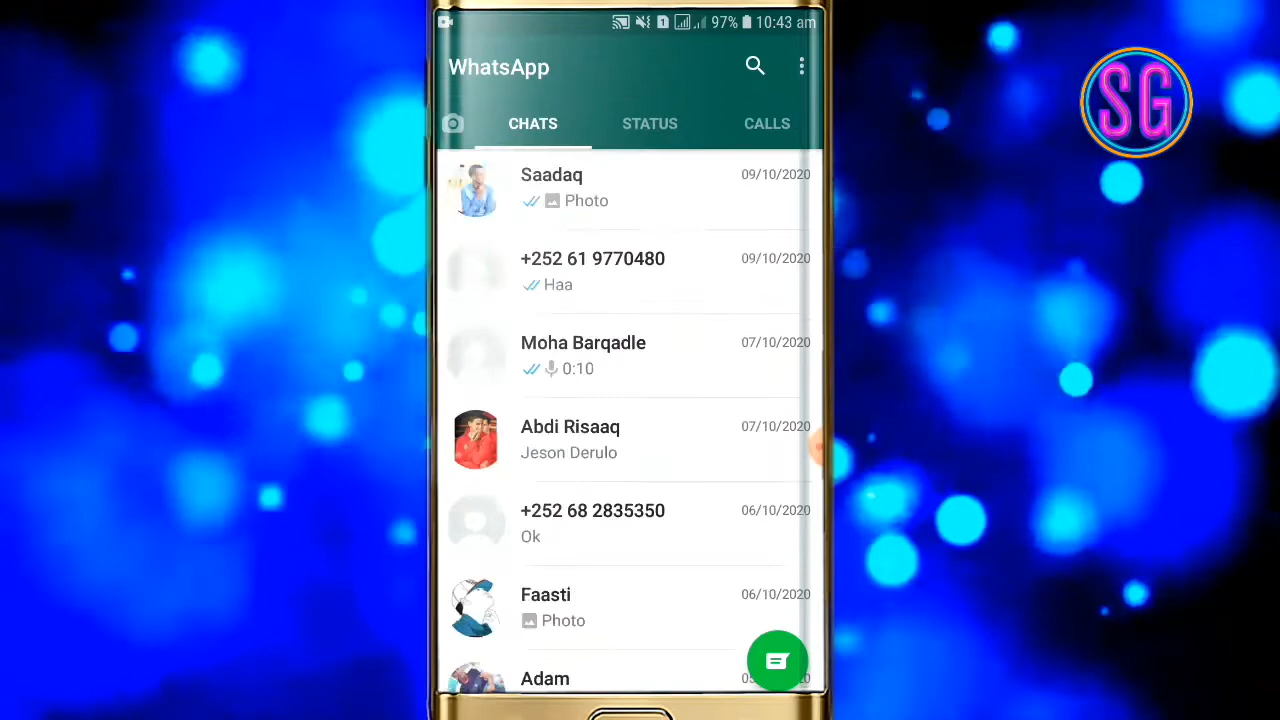 97% 10:43 am
SG
WhatsApp
CHATS STATUS CALLS
Saadaq 09/10/2020
Photo
+252 61 9770480 09/10/2020
Haa
Moha Barqadle 07/10/2020
0:10
Abdi Risaaq 07/10/2020
Jeson Derulo
+252 68 2835350 06/10/2020
Ok
Faasti 06/10/2020
Photo
Adam